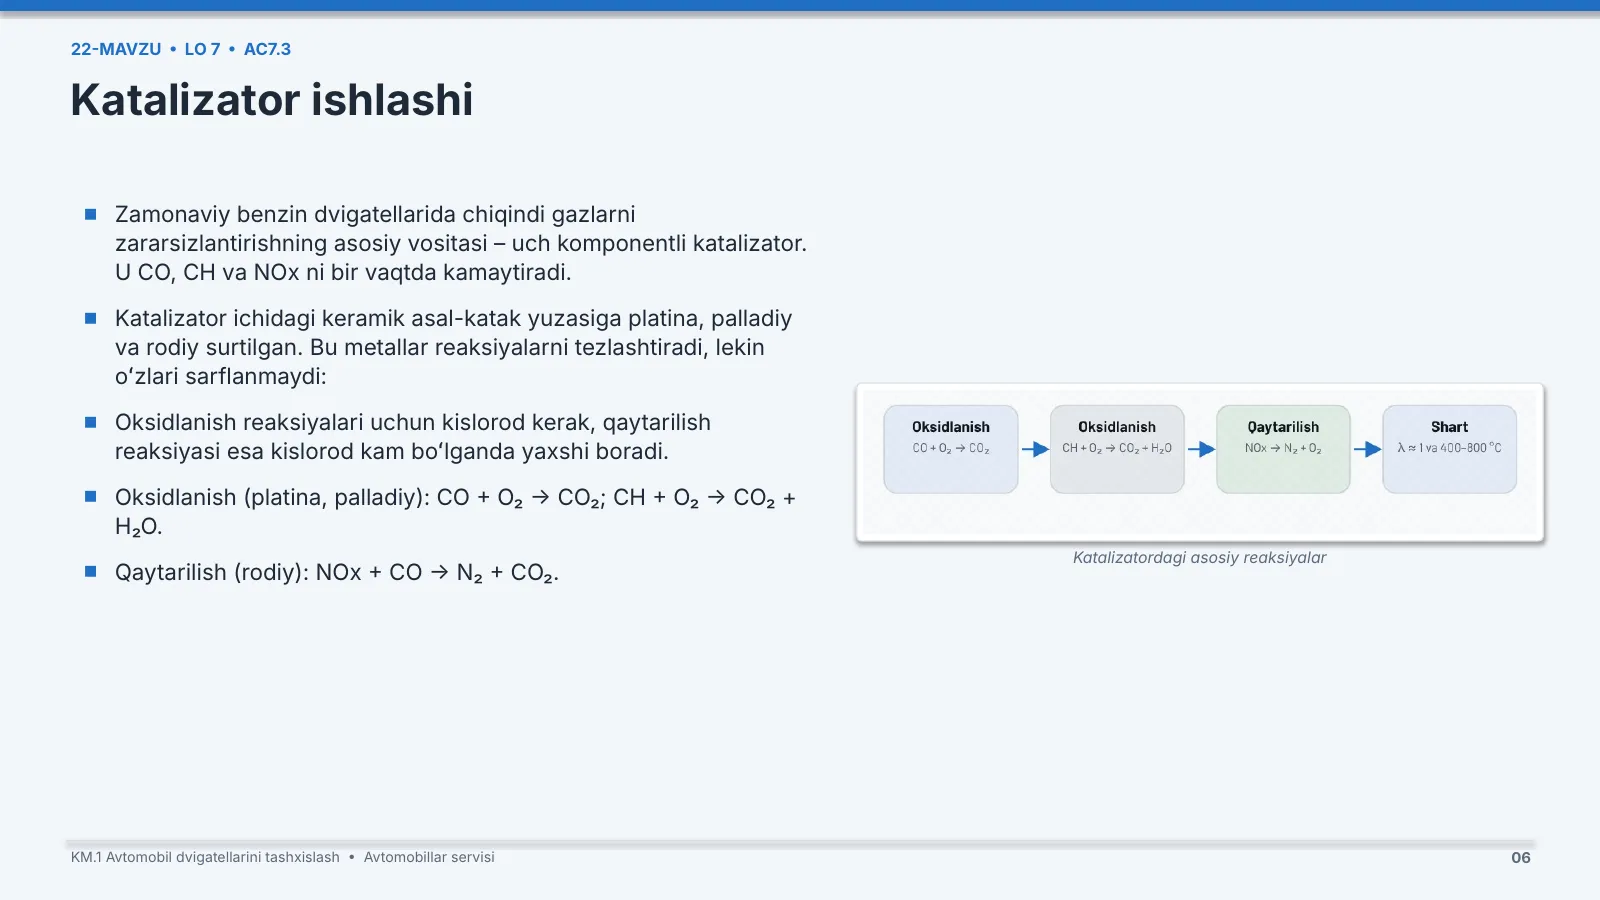 22-MAVZU • LO 7 • AC7.3
Katalizator ishlashi
Zamonaviy benzin dvigatellarida chiqindi gazlarni
zararsizlantirishning asosiy vositasi – uch komponentli katalizator.
U CO, CH va NOx ni bir vaqtda kamaytiradi.
Katalizator ichidagi keramik asal-katak yuzasiga platina, palladiy
va rodiy surtilgan. Bu metallar reaksiyalarni tezlashtiradi, lekin
oʻzlari sarflanmaydi:
Oksidlanish reaksiyalari uchun kislorod kerak, qaytarilish
reaksiyasi esa kislorod kam boʻlganda yaxshi boradi.
Oksidlanish (platina, palladiy): CO + O₂ → CO₂; CH + O₂ → CO₂ +
H₂O.
Qaytarilish (rodiy): NOx + CO → N₂ + CO₂.
Oksidlanish
CO + O₂ → CO₂
Oksidlanish
CH + O₂ → CO₂ + H₂O
Qaytarilish
NOx → N₂ + O₂
Shart
λ ≈ 1 va 400–800 °C
Katalizatordagi asosiy reaksiyalar
KM.1 Avtomobil dvigatellarini tashxislash • Avtomobillar servisi
06